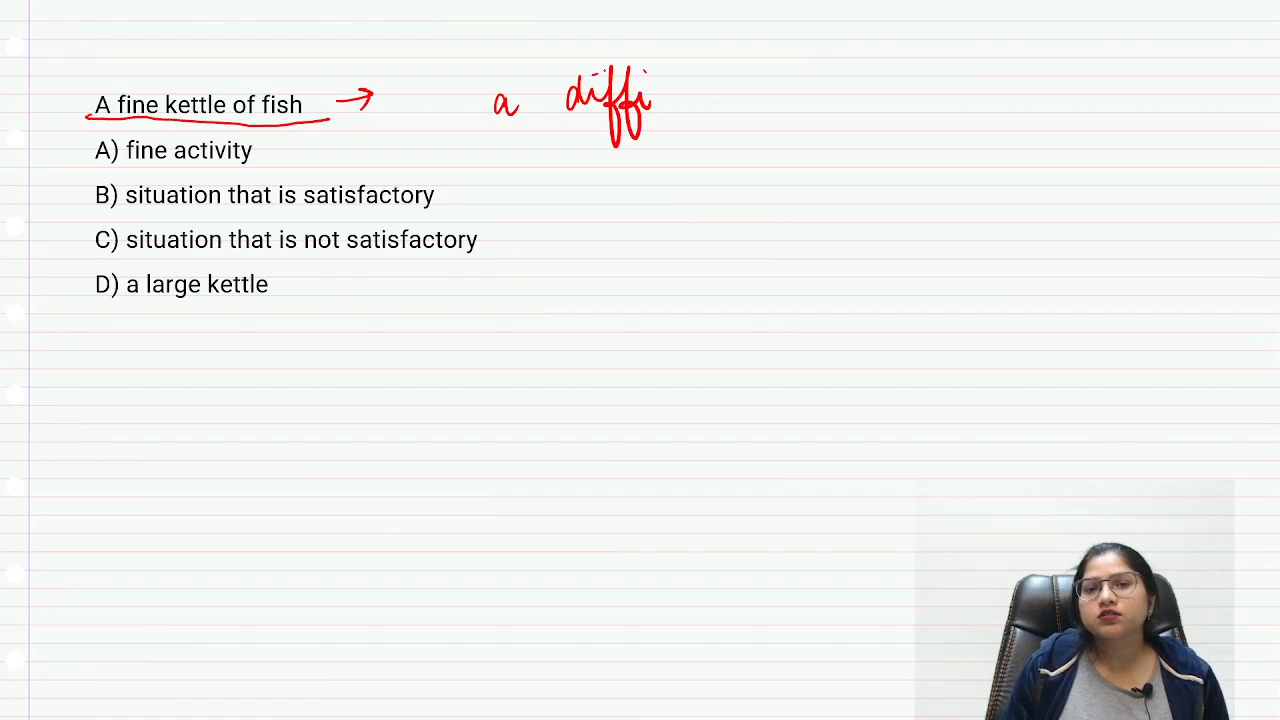 A fine kettle of fish → a diffi
A) fine activity
B) situation that is satisfactory
C) situation that is not satisfactory
D) a large kettle